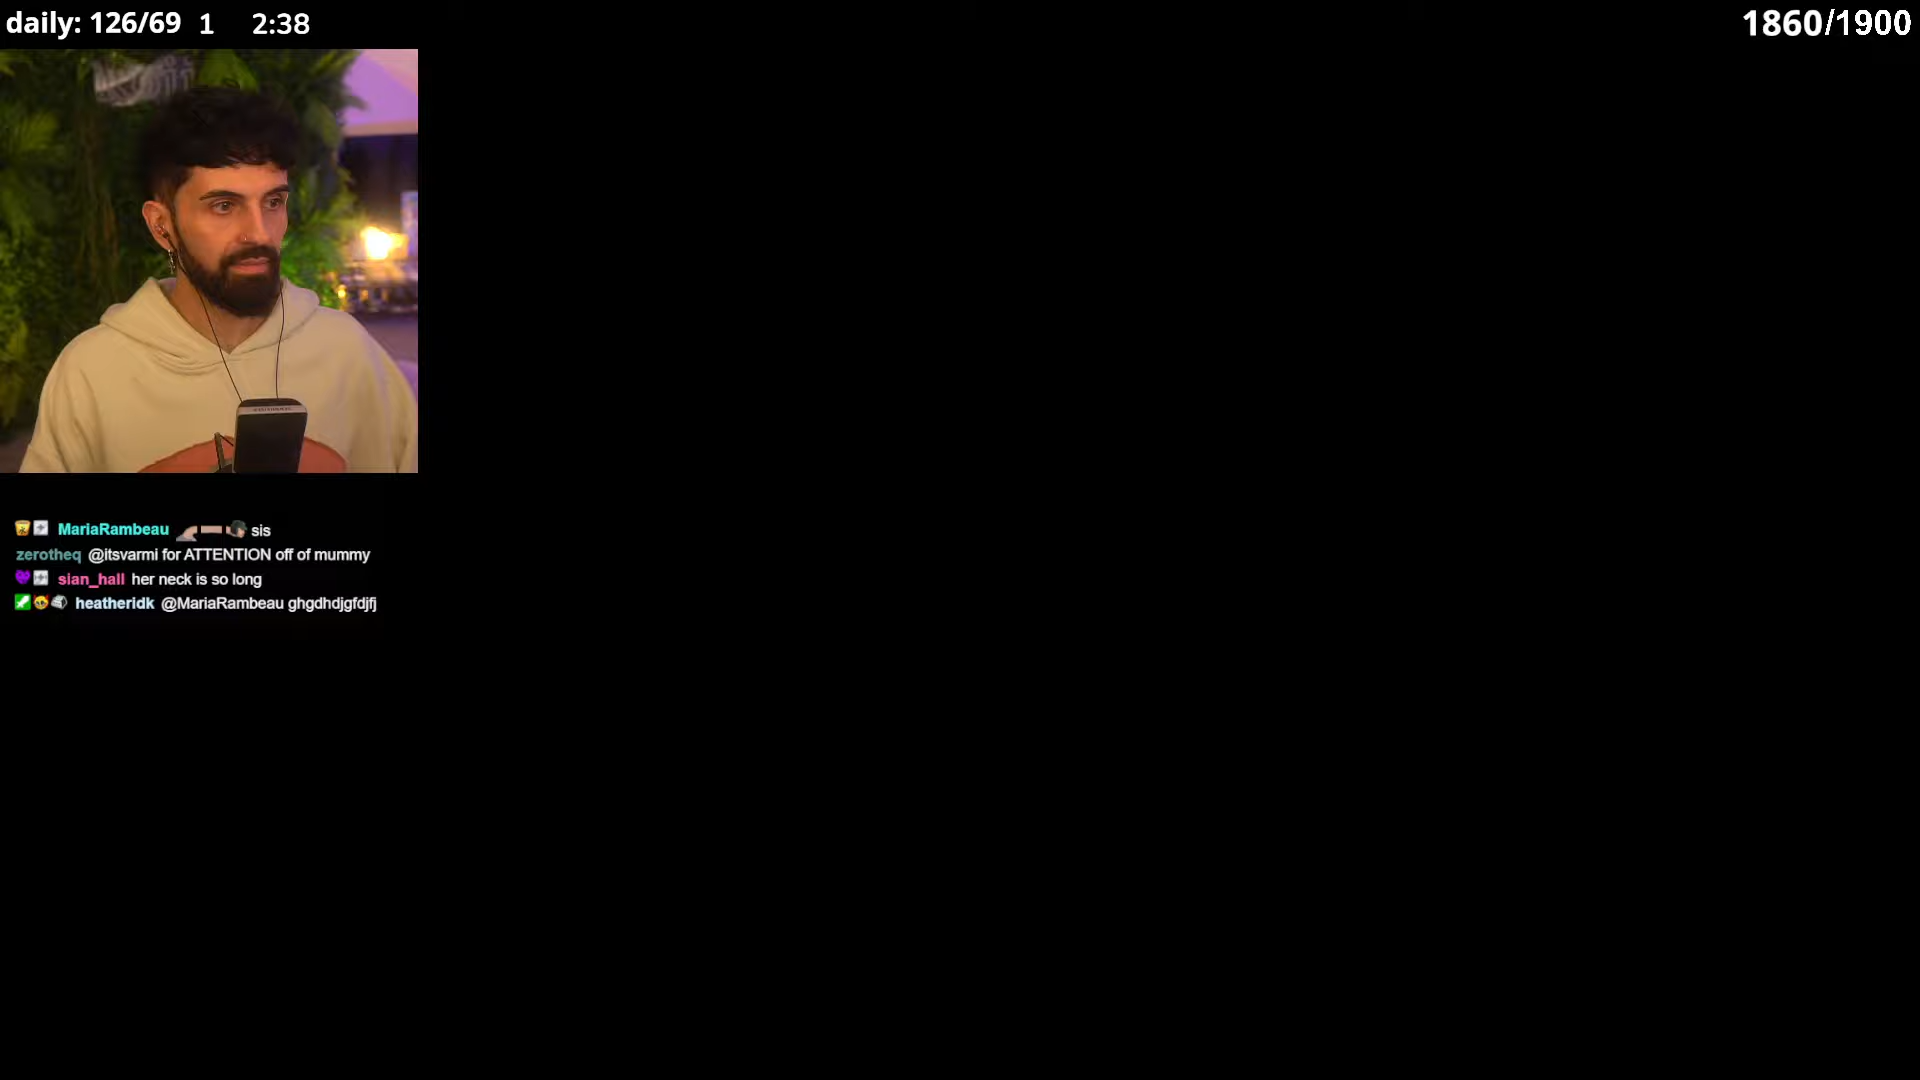 daily: 126/69 1 2:38
1860/1900
MariaRambeau sis
zerotheq @itsvarmi for ATTENTION off of mummy
sian_hall her neck is so long
heatheridk @MariaRambeau ghgdhdjgfdjfj